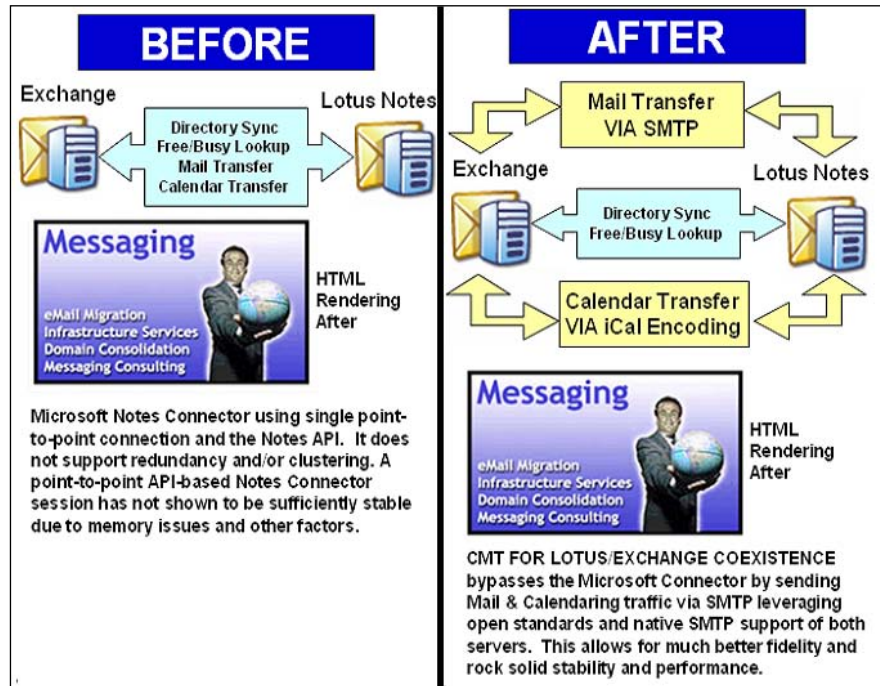 BEFORE
Exchange
Lotus Notes
Directory Sync
Free/Busy Lookup
Mail Transfer
Calendar Transfer
Messaging
eMail Migration
Infrastructure Services
Domain Consolidation
Messaging Consulting
HTML
Rendering
After
Microsoft Notes Connector using single point-
to-point connection and the Notes API.  It does
not support redundancy and/or clustering. A
point-to-point API-based Notes Connector
session has not shown to be sufficiently stable
due to memory issues and other factors.
AFTER
Mail Transfer
VIA SMTP
Exchange
Lotus Notes
Directory Sync
Free/Busy Lookup
Calendar Transfer
VIA iCal Encoding
Messaging
eMail Migration
Infrastructure Services
Domain Consolidation
Messaging Consulting
HTML
Rendering
After
CMT FOR LOTUS/EXCHANGE COEXISTENCE
bypasses the Microsoft Connector by sending
Mail & Calendaring traffic via SMTP leveraging
open standards and native SMTP support of both
servers.  This allows for much better fidelity and
rock solid stability and performance.